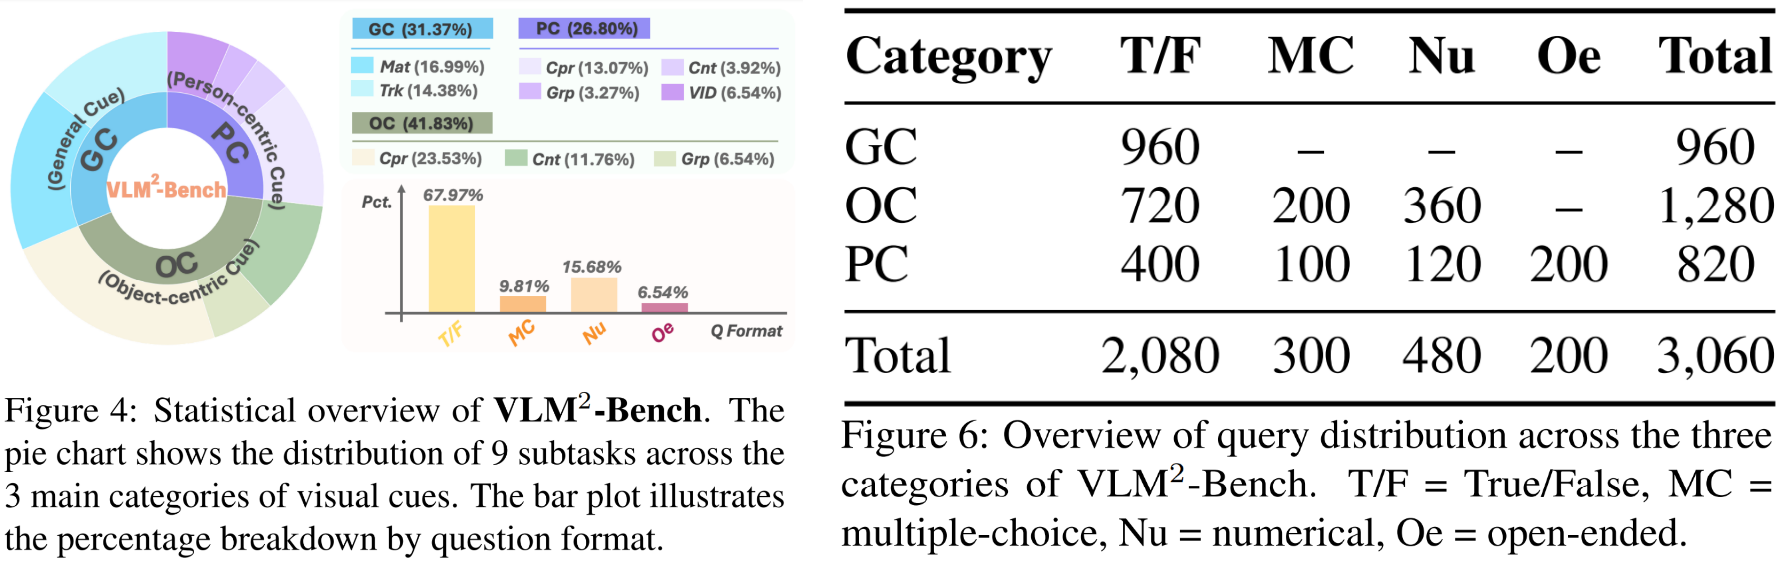 GC (31.37%)
Mat (16.99%)
Trk (14.38%)
PC (26.80%)
Cpr (13.07%)
Cnt (3.92%)
Grp (3.27%)
VID (6.54%)
OC (41.83%)
Cpr (23.53%)
Cnt (11.76%)
Grp (6.54%)
(General Cue)
GC
(Person-centric Cue)
PC
VLM²-Bench
OC
(Object-centric Cue)
Pct.
67.97%
9.81%
15.68%
6.54%
T/F
MC
Nu
Oe
Q Format
Figure 4: Statistical overview of VLM²-Bench. The
pie chart shows the distribution of 9 subtasks across the
3 main categories of visual cues. The bar plot illustrates
the percentage breakdown by question format.
Category T/F MC Nu Oe Total
GC 960 – – – 960
OC 720 200 360 – 1,280
PC 400 100 120 200 820
Total 2,080 300 480 200 3,060
Figure 6: Overview of query distribution across the three
categories of VLM²-Bench. T/F = True/False, MC =
multiple-choice, Nu = numerical, Oe = open-ended.